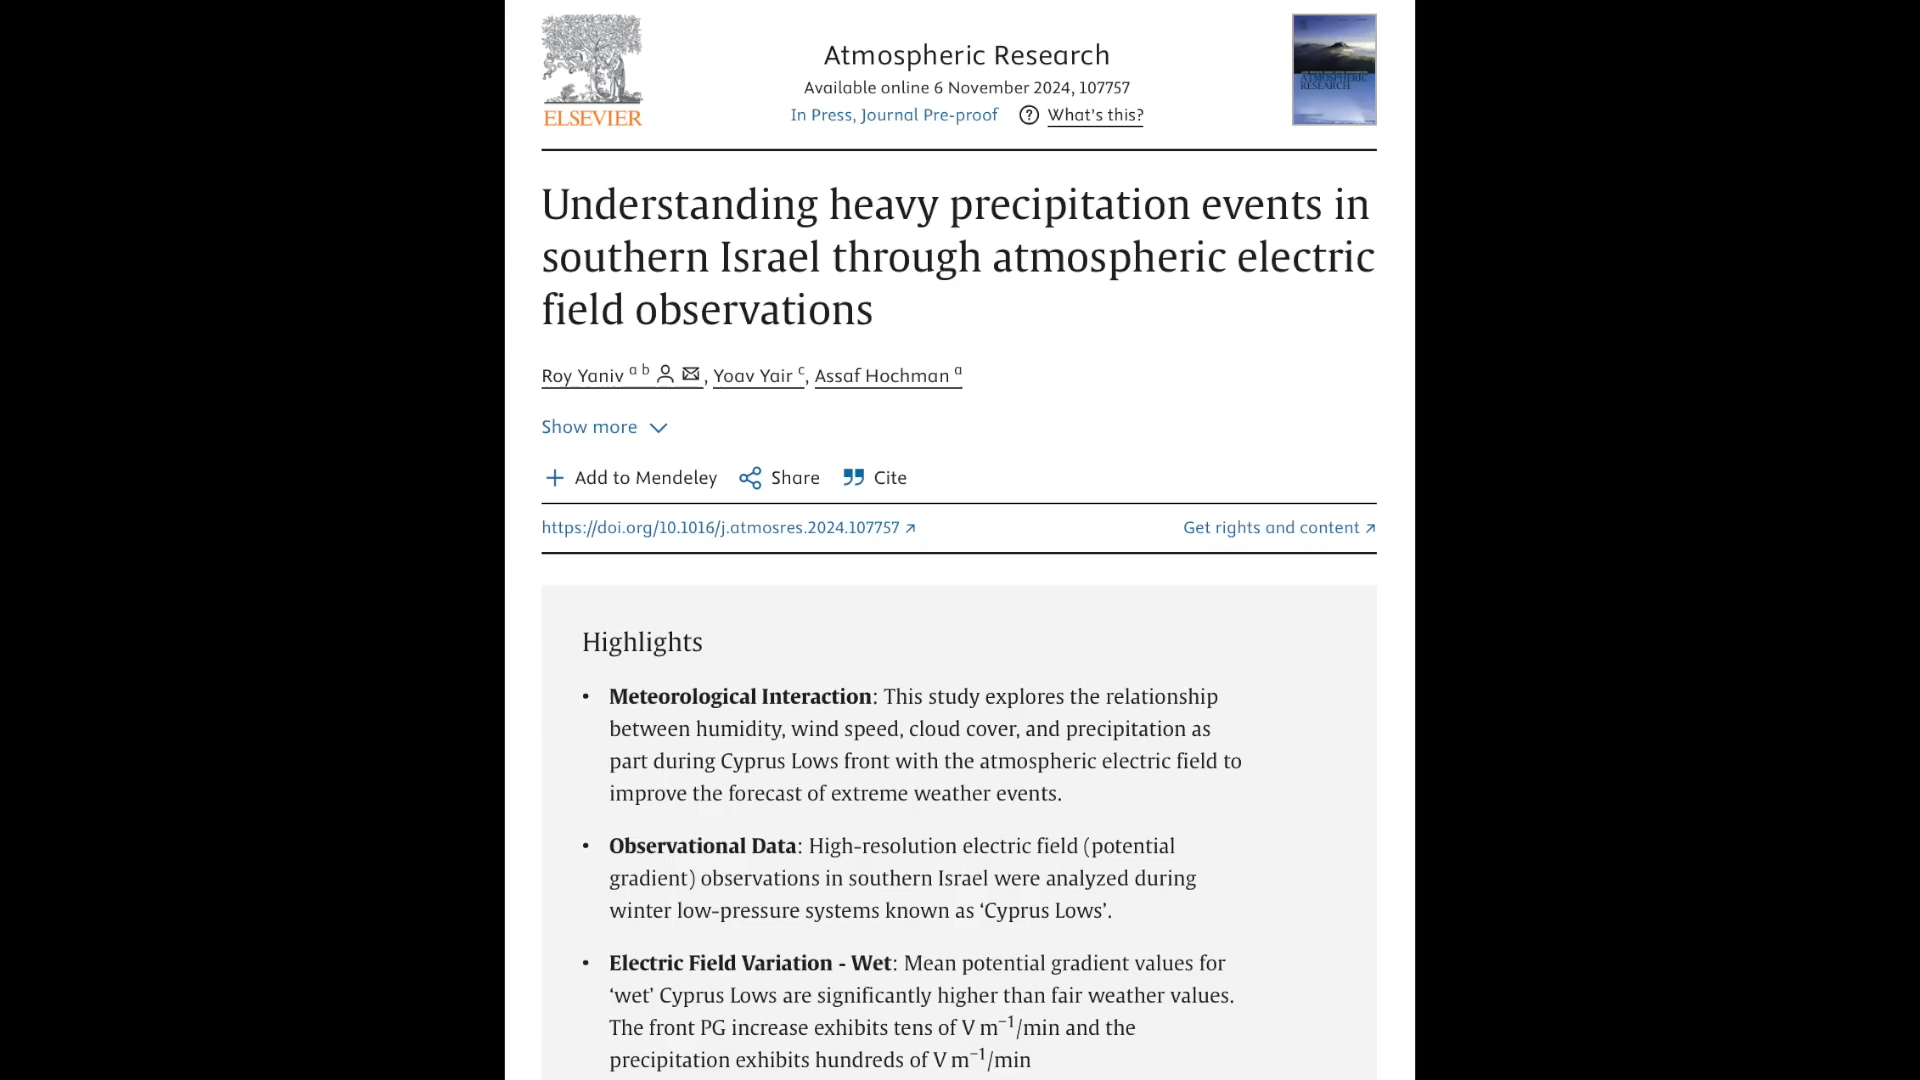 ELSEVIER
Atmospheric Research
Available online 6 November 2024, 107757
In Press, Journal Pre-proof ? What's this?
ATMOSPHERIC
RESEARCH
Understanding heavy precipitation events in
southern Israel through atmospheric electric
field observations
Roy Yaniv a b , Yoav Yair c, Assaf Hochman a
Show more
Add to Mendeley Share Cite
https://doi.org/10.1016/j.atmosres.2024.107757 ↗ Get rights and content ↗
Highlights
• Meteorological Interaction: This study explores the relationship
between humidity, wind speed, cloud cover, and precipitation as
part during Cyprus Lows front with the atmospheric electric field to
improve the forecast of extreme weather events.
• Observational Data: High-resolution electric field (potential
gradient) observations in southern Israel were analyzed during
winter low-pressure systems known as ‘Cyprus Lows’.
• Electric Field Variation - Wet: Mean potential gradient values for
‘wet’ Cyprus Lows are significantly higher than fair weather values.
The front PG increase exhibits tens of V m⁻¹/min and the
precipitation exhibits hundreds of V m⁻¹/min